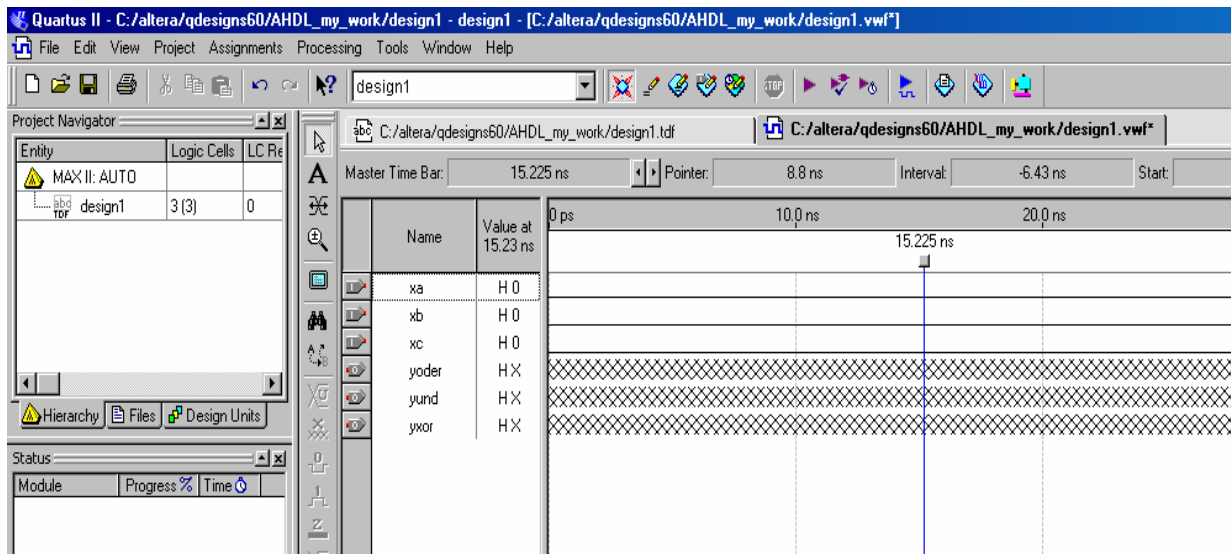 Quartus II - C:/altera/qdesigns60/AHDL_my_work/design1 - design1 - [C:/altera/qdesigns60/AHDL_my_work/design1.vwf*]
File Edit View Project Assignments Processing Tools Window Help
design1
STOP
Project Navigator
Entity Logic Cells LC Re
MAX II: AUTO
abc TDF design1 3 (3) 0
Hierarchy Files Design Units
Status
Module Progress % Time
abc C:/altera/qdesigns60/AHDL_my_work/design1.tdf C:/altera/qdesigns60/AHDL_my_work/design1.vwf*
Master Time Bar: 15.225 ns Pointer: 8.8 ns Interval: -6.43 ns Start:
Name Value at 15.23 ns
0 ps 10.0 ns 20.0 ns
15.225 ns
xa H 0
xb H 0
xc H 0
yoder H X
yund H X
yxor H X